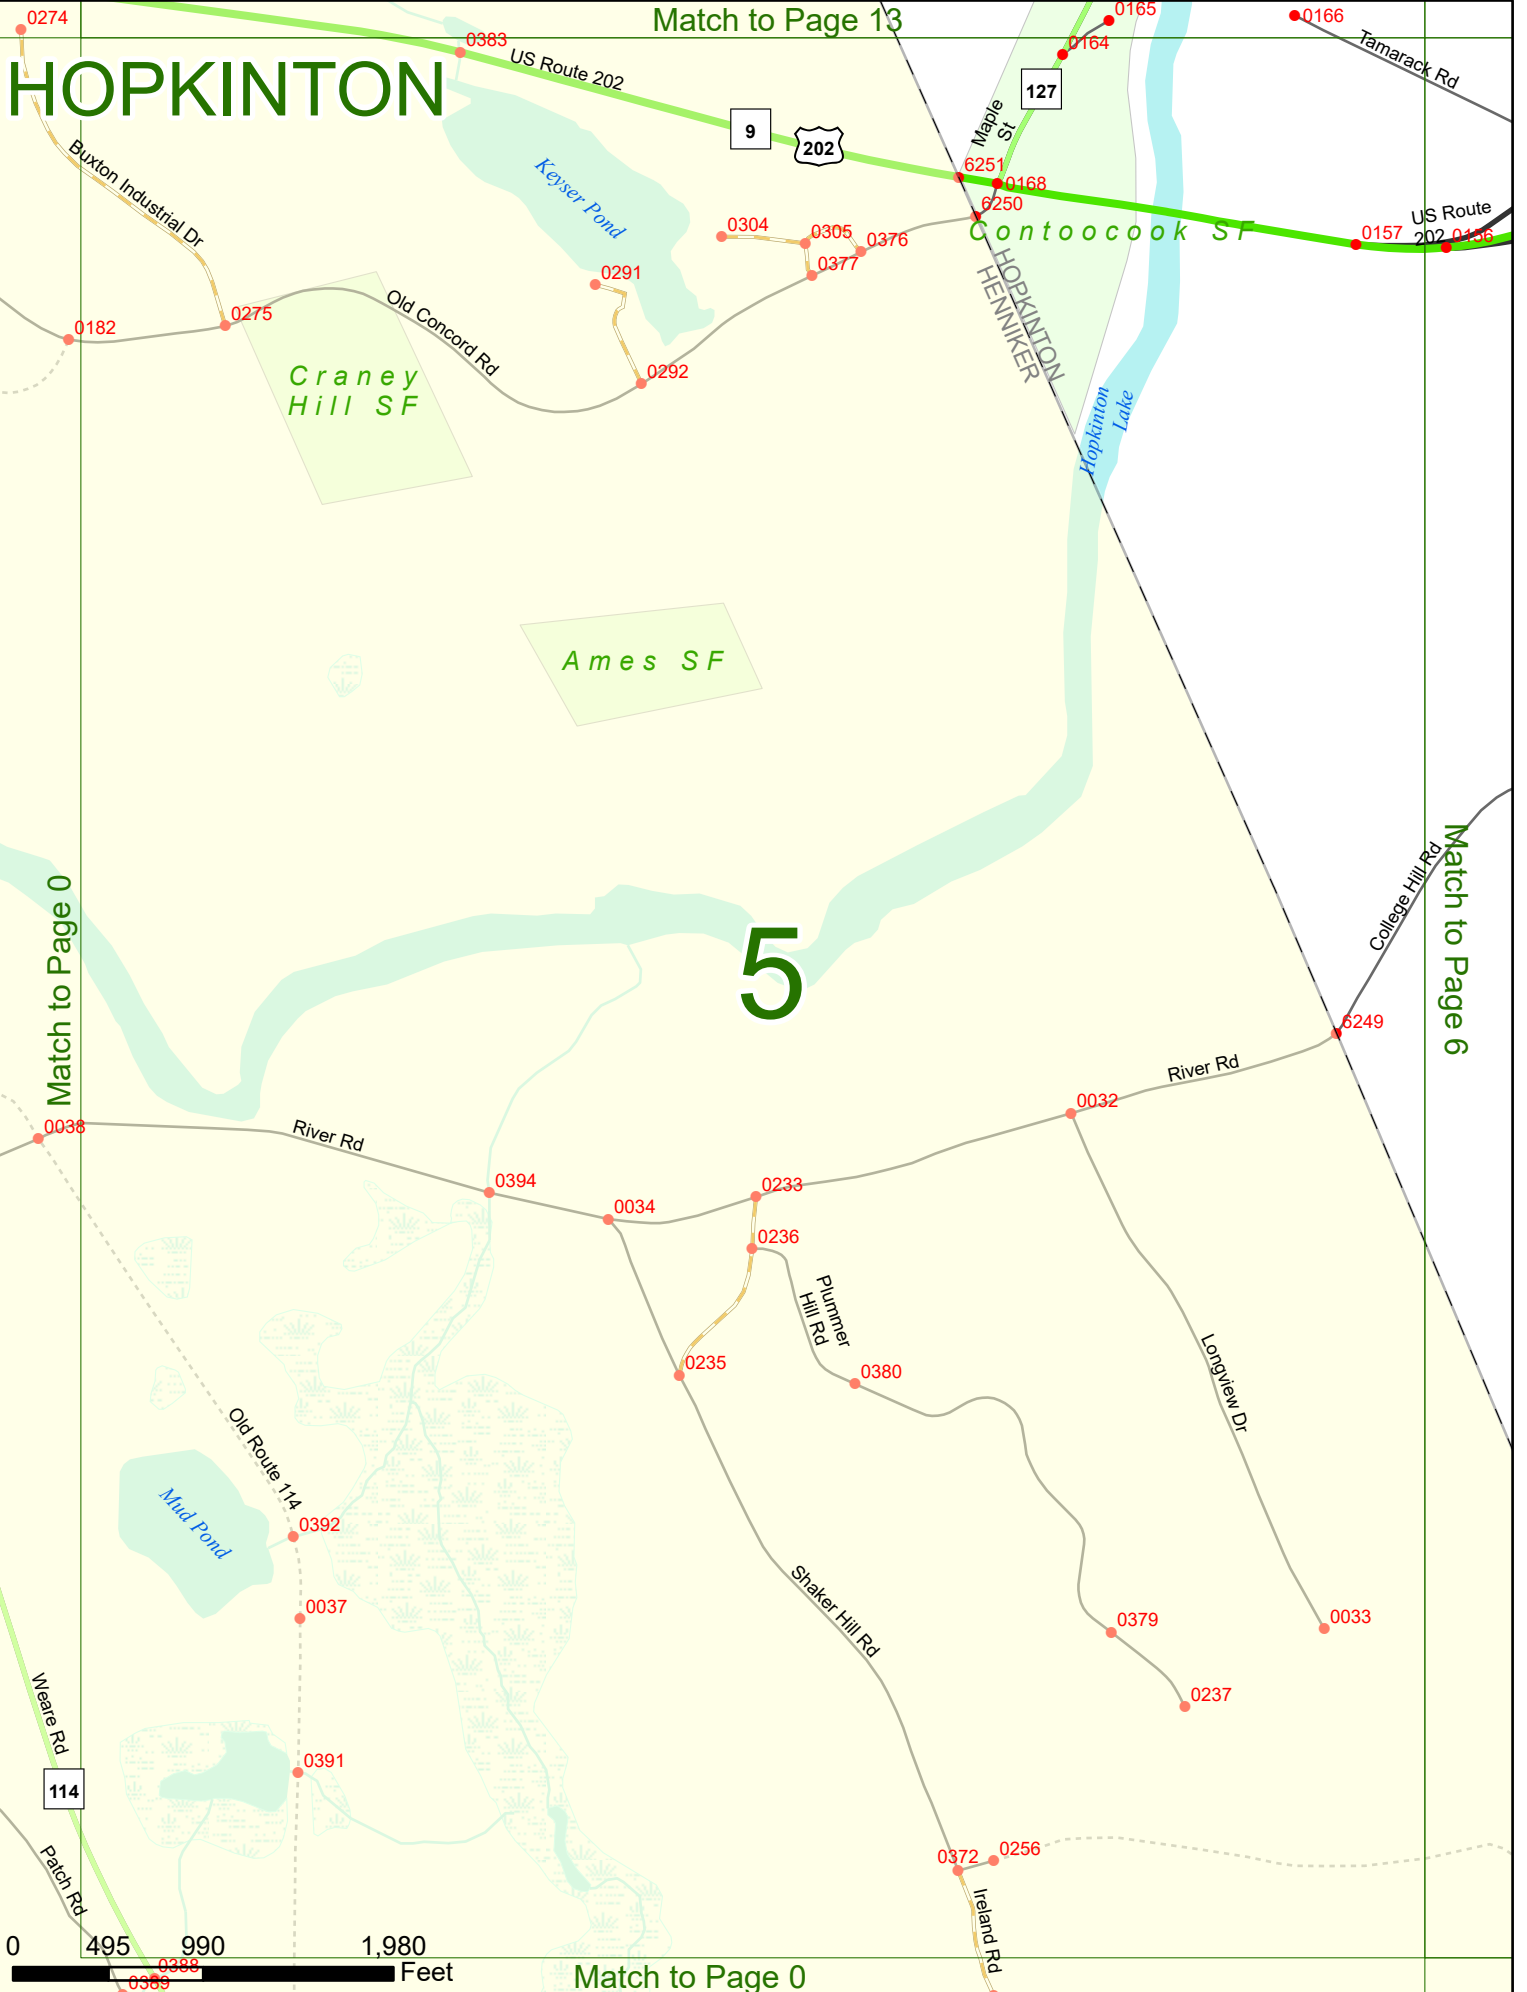 0274
Match to Page 13
0165
0166
0383
0164
Tamarack Rd
HOPKINTON
US Route 202
127
9
202
Maple
St
Buxton Industrial Dr
Keyser Pond
6251
0168
6250
Contoocook SF
US Route
202
0157
0156
0304
0305
0376
0377
0291
HOPKINTON
HENNIKER
0182
0275
Old Concord Rd
0292
Craney
Hill SF
Hopkinton
Lake
Ames SF
Match to Page 0
5
College Hill Rd
Match to Page 6
6249
River Rd
0032
0038
River Rd
0394
0034
0233
0236
Plummer
Hill Rd
0235
0380
Longview Dr
Old Route 114
Mud Pond
0392
0037
Shaker Hill Rd
0379
0033
0237
Weare Rd
114
0391
Patch Rd
0372
0256
Ireland Rd
0 495 990 1,980
Feet
0388
0389
Match to Page 0